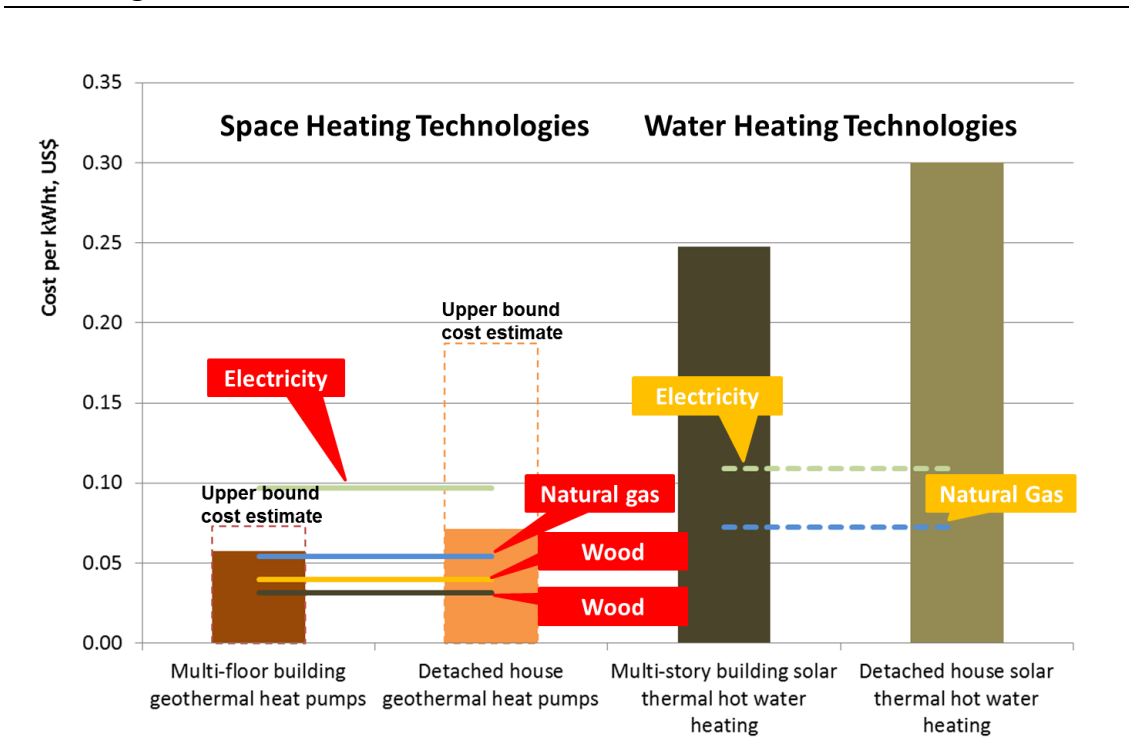 0.35
0.30
0.25
0.20
0.15
0.10
0.05
0.00
Cost per kWht, US$
Space Heating Technologies
Water Heating Technologies
Upper bound
cost estimate
Electricity
Upper bound
cost estimate
Natural gas
Wood
Wood
Electricity
Natural Gas
Multi-floor building
geothermal heat pumps
Detached house
geothermal heat pumps
Multi-story building solar
thermal hot water
heating
Detached house solar
thermal hot water
heating